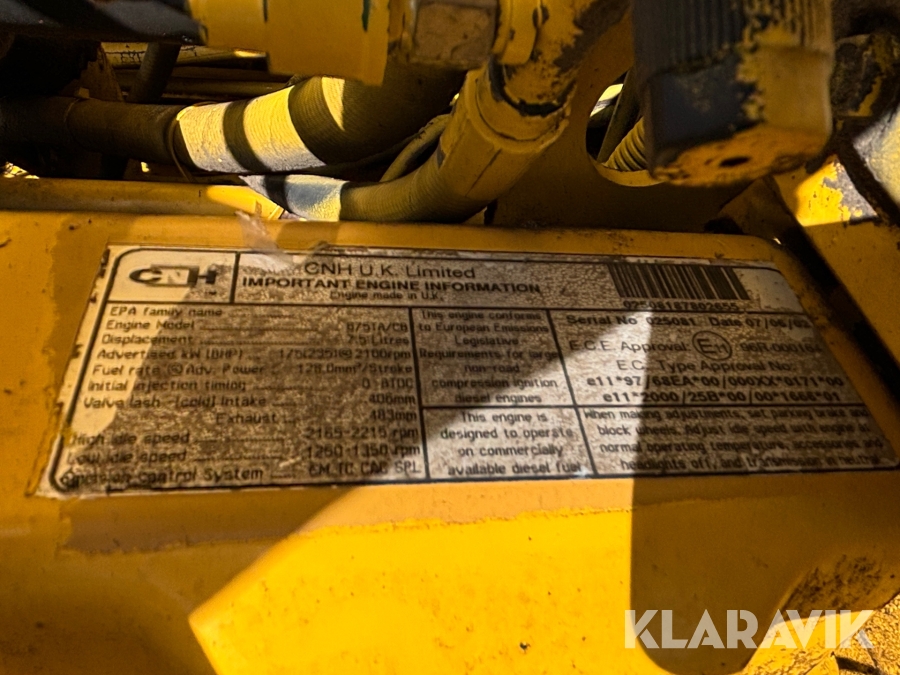 CNH
CNH U.K. Limited
IMPORTANT ENGINE INFORMATION
Engine made in U.K.
EPA family name
Engine Model 675TA/CB
Displacement 7.5 Litres
Advertised kW (BHP) 175(235)@2100rpm
Fuel rate @ Adv. Power 128.0mm³/Stroke
Initial injection timing 0 BTDC
Valve lash -(cold) Intake 406mm
Exhaust 483mm
High idle speed 2165-2215 rpm
Low idle speed 1250-1350 rpm
Emission Control System EM, TC CAC SPL
This engine conforms
to European Emissions
Legislative
Requirements for large
non-road
compression ignition
diesel engines
This engine is
designed to operate
on commercially
available diesel fuel
Serial No 025081. Date 07/06/
E.C.E. Approval
E.C. Type Approval No:
e11*97/68EA*00/000XX*0171*00
e11*2000/25B*00/00*1666*01
When making adjustments, set parking brake
block wheels. Adjust idle speed, engine at
normal operating temperature, accessories and
headlights off, and transmission in neutral
KLARAVIK